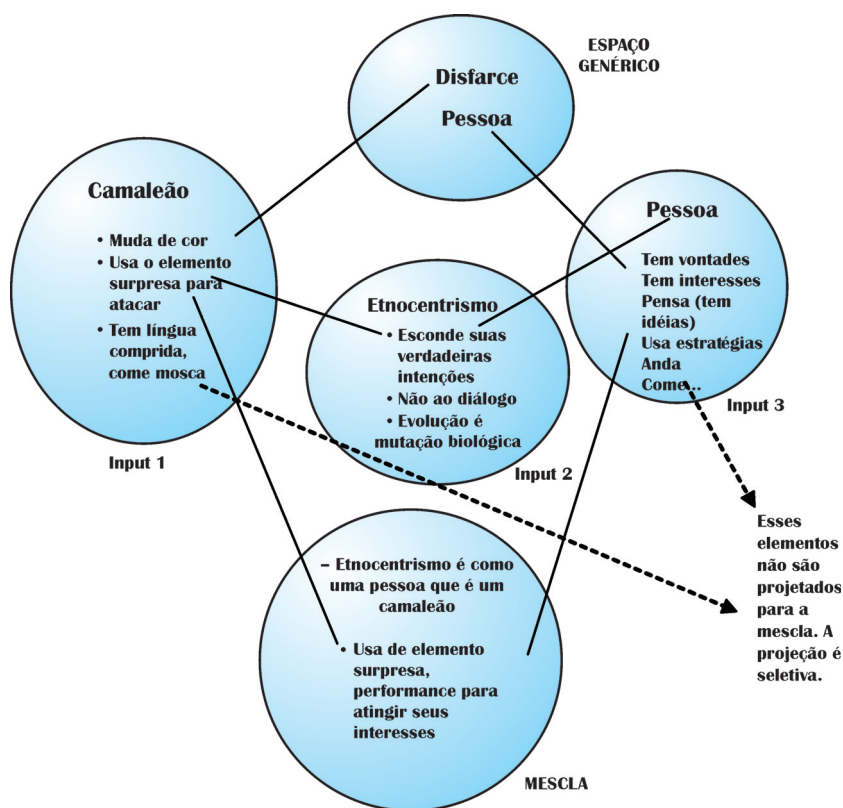 ESPAÇO
GENÉRICO
Disfarce
Pessoa
Camaleão
• Muda de cor
• Usa o elemento
surpresa para
atacar
• Tem língua
comprida,
come mosca
Input 1
Etnocentrismo
• Esconde suas
verdadeiras
intenções
• Não ao diálogo
• Evolução é
mutação biológica
Input 2
Pessoa
Tem vontades
Tem interesses
Pensa (tem
idéias)
Usa estratégias
Anda
Come...
Input 3
– Etnocentrismo é como
uma pessoa que é um
camaleão
• Usa de elemento
surpresa,
performance para
atingir seus
interesses
MESCLA
Esses
elementos
não são
projetados
para a
mescla. A
projeção é
seletiva.